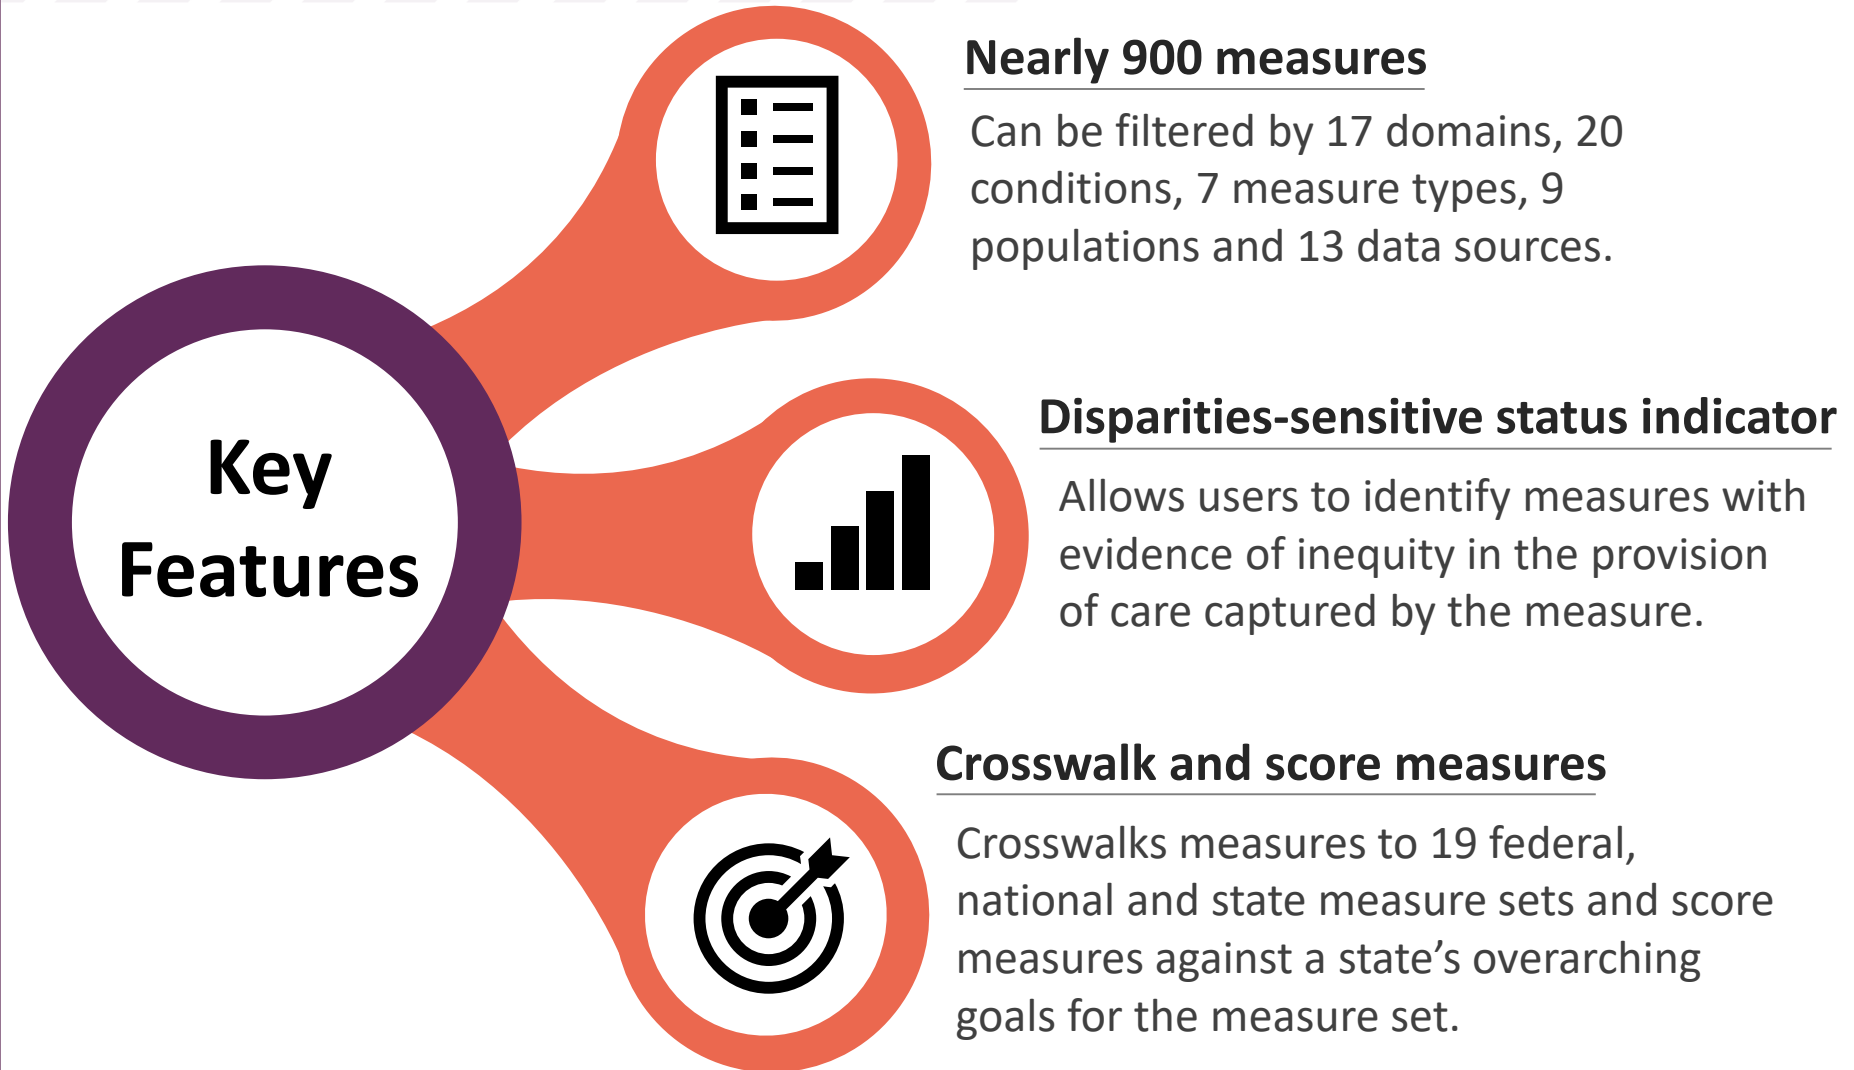 Key
Features
Nearly 900 measures
Can be filtered by 17 domains, 20
conditions, 7 measure types, 9
populations and 13 data sources.
Disparities-sensitive status indicator
Allows users to identify measures with
evidence of inequity in the provision
of care captured by the measure.
Crosswalk and score measures
Crosswalks measures to 19 federal,
national and state measure sets and score
measures against a state’s overarching
goals for the measure set.